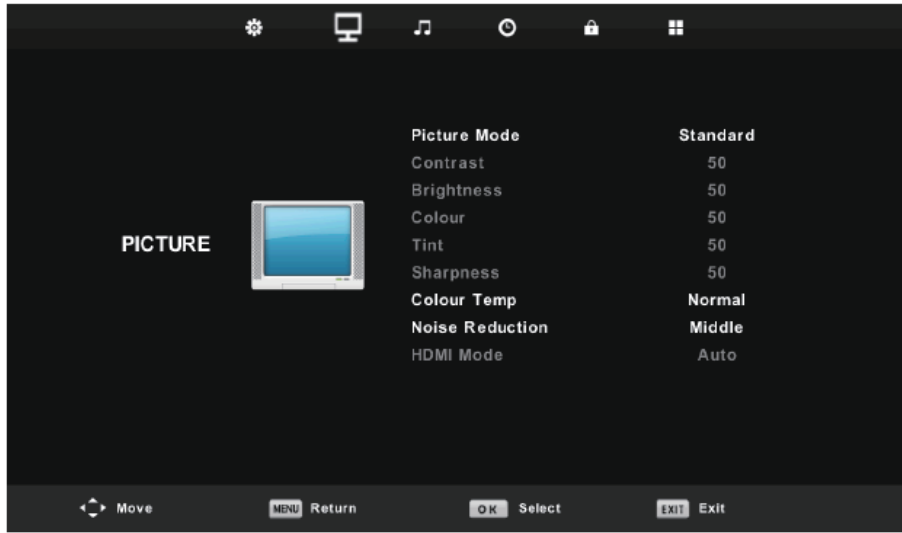 Picture Mode Standard
Contrast 50
Brightness 50
Colour 50
PICTURE
Tint 50
Sharpness 50
Colour Temp Normal
Noise Reduction Middle
HDMI Mode Auto
Move MENU Return OK Select EXIT Exit